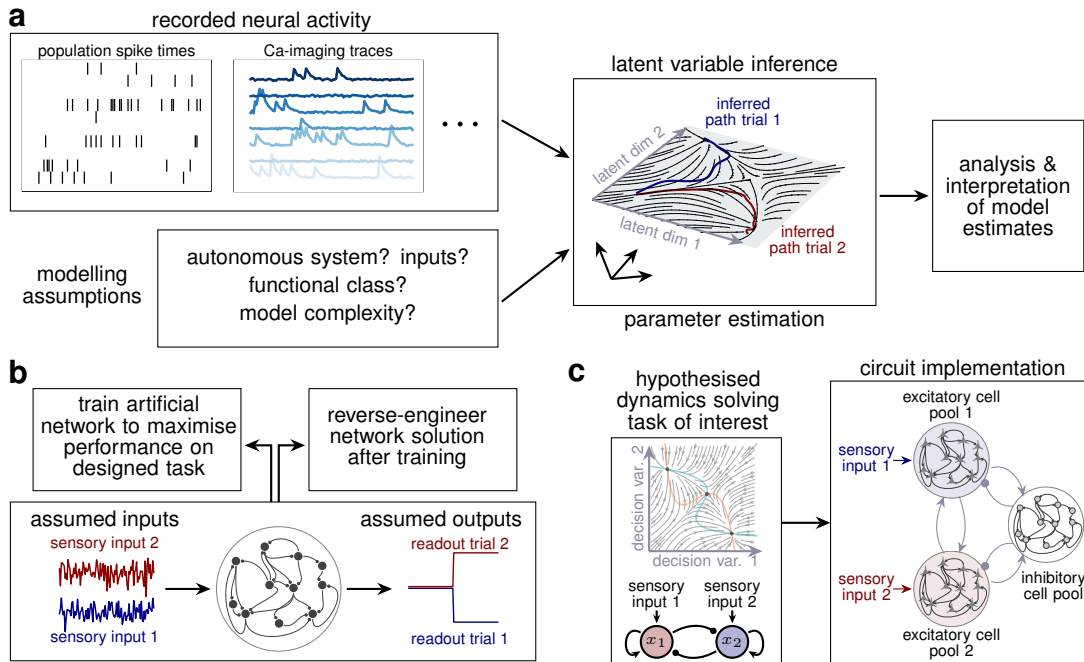 a
recorded neural activity
population spike times
Ca-imaging traces
...
modelling
assumptions
autonomous system? inputs?
functional class?
model complexity?
latent variable inference
inferred
path trial 1
latent dim 2
latent dim 1
inferred
path trial 2
parameter estimation
analysis &
interpretation
of model
estimates
b
train artificial
network to maximise
performance on
designed task
reverse-engineer
network solution
after training
assumed inputs
sensory input 2
sensory input 1
assumed outputs
readout trial 2
readout trial 1
c
hypothesised
dynamics solving
task of interest
decision var. 2
decision var. 1
sensory
input 1
sensory
input 2
x1
x2
circuit implementation
excitatory cell
pool 1
sensory
input 1
sensory
input 2
inhibitory
cell pool
excitatory cell
pool 2